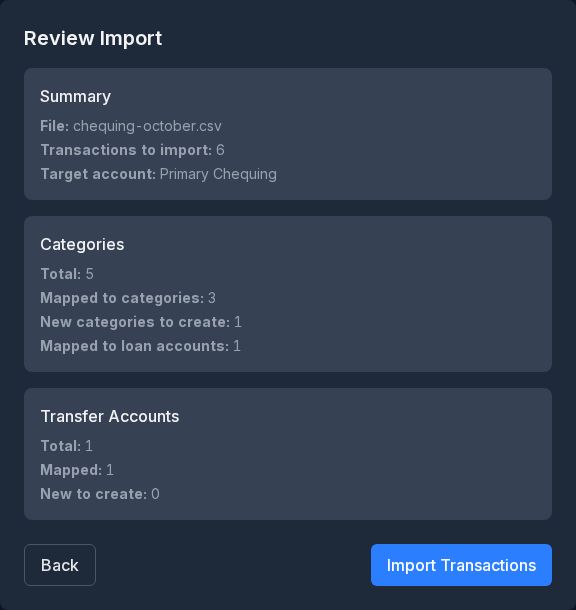 Review Import
Summary
File: chequing-october.csv
Transactions to import: 6
Target account: Primary Chequing
Categories
Total: 5
Mapped to categories: 3
New categories to create: 1
Mapped to loan accounts: 1
Transfer Accounts
Total: 1
Mapped: 1
New to create: 0
Back
Import Transactions